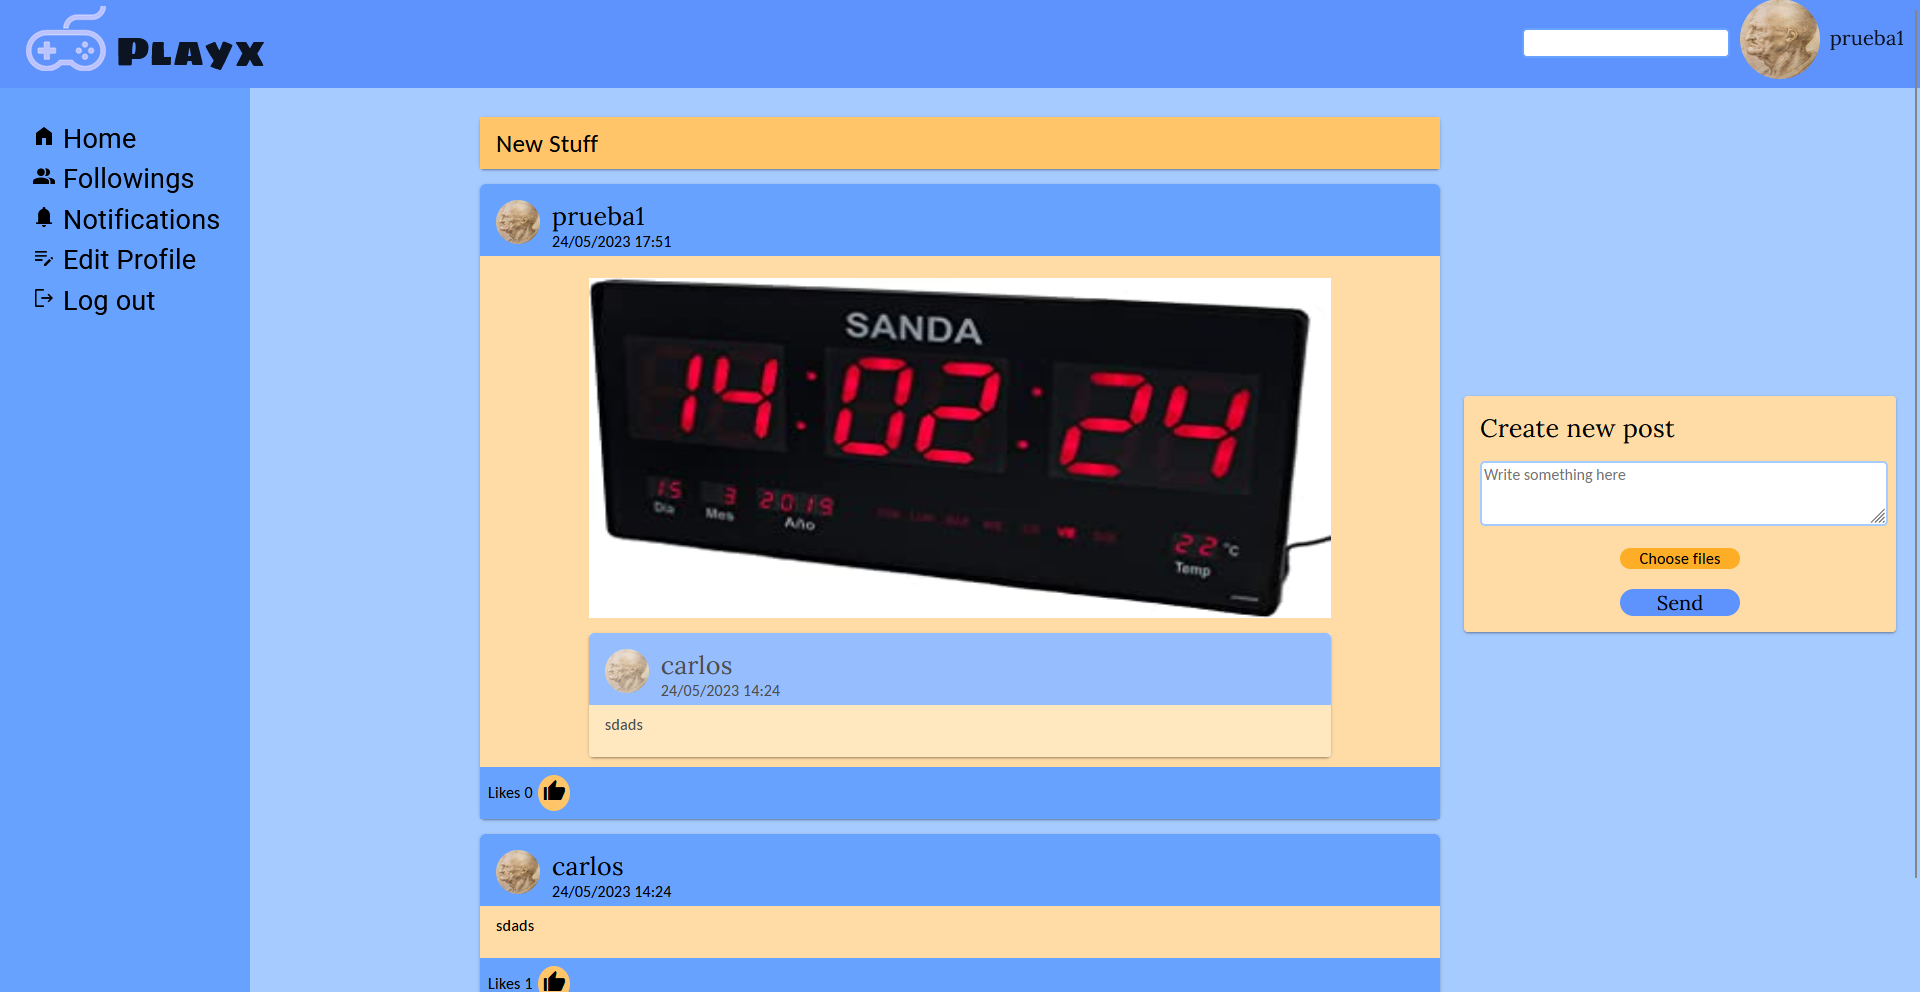 Playx
prueba1
Home
Followings
Notifications
Edit Profile
Log out
New Stuff
prueba1
24/05/2023 17:51
SANDA
14:02:24
15 3 2019
Dia Mes Año
VIE
22 °C
Temp
carlos
24/05/2023 14:24
sdads
Likes 0
carlos
24/05/2023 14:24
sdads
Likes 1
Create new post
Write something here
Choose files
Send